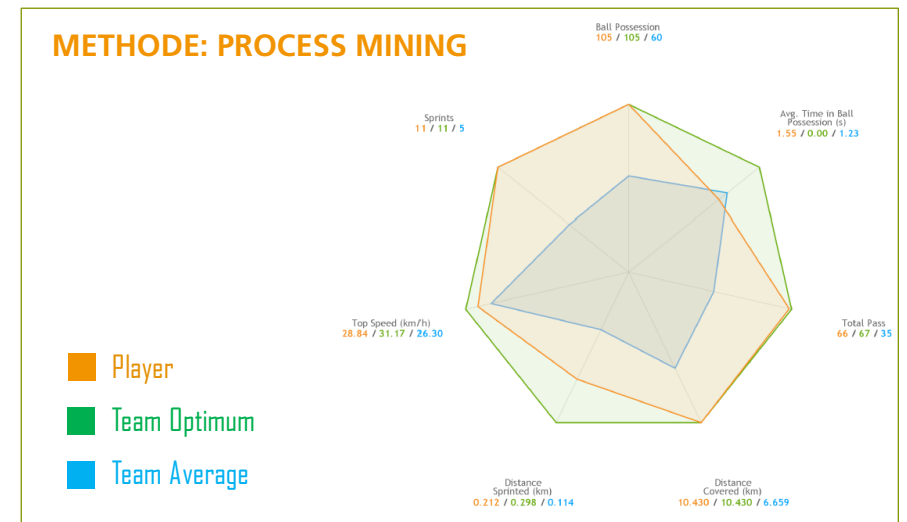 METHODE: PROCESS MINING
Ball Possession
105 / 105 / 60
Avg. Time in Ball
Possession (s)
1.55 / 0.00 / 1.23
Sprints
11 / 11 / 5
Top Speed (km/h)
28.84 / 31.17 / 26.30
Total Pass
66 / 67 / 35
Player
Team Optimum
Team Average
Distance
Sprinted (km)
0.212 / 0.298 / 0.114
Distance
Covered (km)
10.430 / 10.430 / 6.659